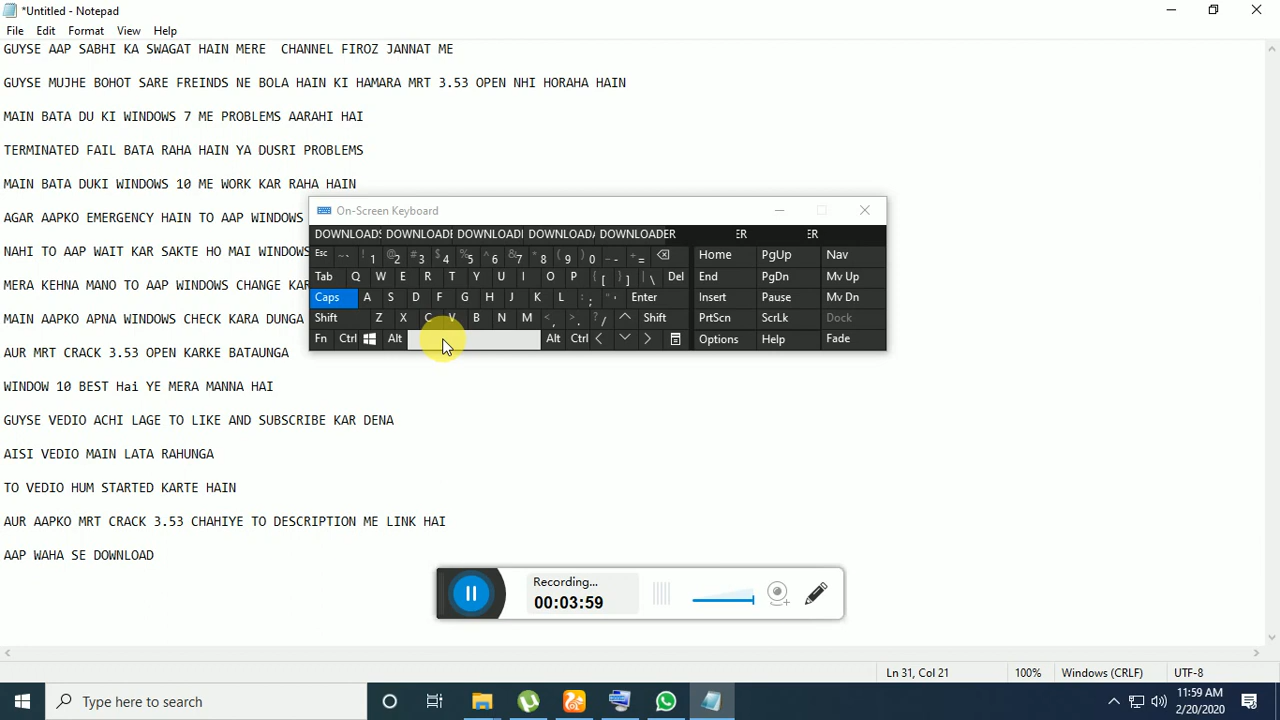 *Untitled - Notepad
File Edit Format View Help
GUYSE AAP SABHI KA SWAGAT HAIN MERE CHANNEL FIROZ JANNAT ME
GUYSE MUJHE BOHOT SARE FREINDS NE BOLA HAIN KI HAMARA MRT 3.53 OPEN NHI HORAHA HAIN
MAIN BATA DU KI WINDOWS 7 ME PROBLEMS AARAHI HAI
TERMINATED FAIL BATA RAHA HAIN YA DUSRI PROBLEMS
MAIN BATA DUKI WINDOWS 10 ME WORK KAR RAHA HAIN
AGAR AAPKO EMERGENCY HAIN TO AAP WINDOWS
NAHI TO AAP WAIT KAR SAKTE HO MAI WINDOWS
MERA KEHNA MANO TO AAP WINDOWS CHANGE KAR
MAIN AAPKO APNA WINDOWS CHECK KARA DUNGA
AUR MRT CRACK 3.53 OPEN KARKE BATAUNGA
WINDOW 10 BEST Hai YE MERA MANNA HAI
GUYSE VEDIO ACHI LAGE TO LIKE AND SUBSCRIBE KAR DENA
AISI VEDIO MAIN LATA RAHUNGA
TO VEDIO HUM STARTED KARTE HAIN
AUR AAPKO MRT CRACK 3.53 CHAHIYE TO DESCRIPTION ME LINK HAI
AAP WAHA SE DOWNLOAD
On-Screen Keyboard
DOWNLOADS DOWNLOADE DOWNLOADI DOWNLOADA DOWNLOADER ER ER
Esc ~ ` ! 1 @ 2 # 3 $ 4 % 5 ^ 6 & 7 * 8 ( 9 ) 0 _ - + = Home PgUp Nav
Tab Q W E R T Y U I O P { [ } ] | \ Del End PgDn Mv Up
Caps A S D F G H J K L : ; " ' Enter Insert Pause Mv Dn
Shift Z X C V B N M < , > . ? / Shift PrtScn ScrLk Dock
Fn Ctrl Alt Alt Ctrl Options Help Fade
Recording...
00:03:59
Ln 31, Col 21 100% Windows (CRLF) UTF-8
Type here to search
11:59 AM
2/20/2020